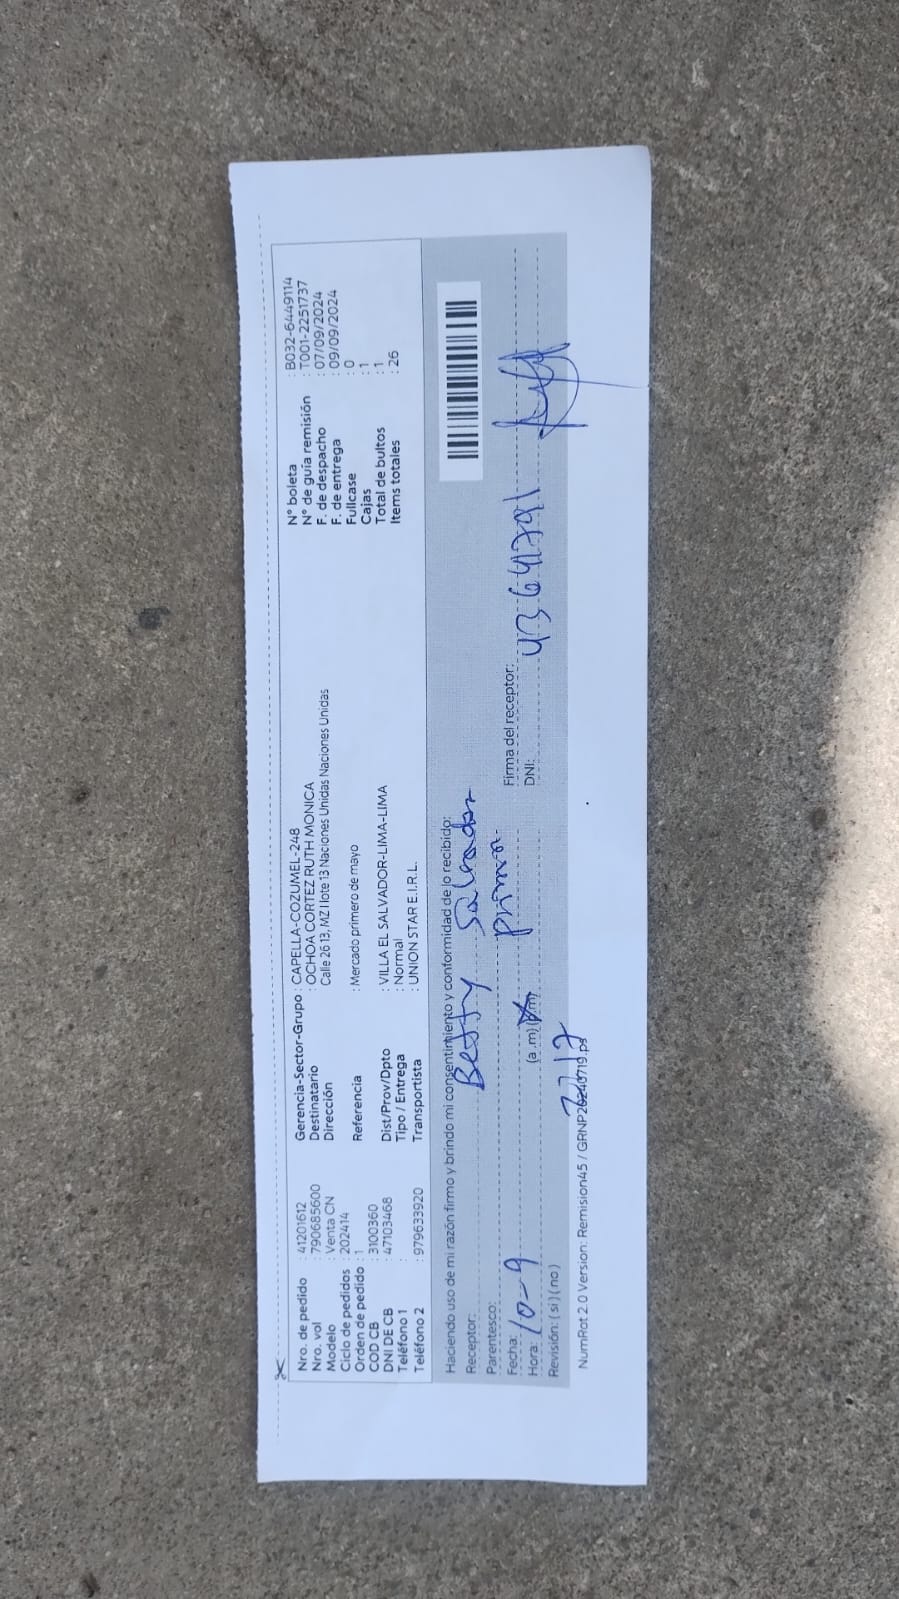 Nro. de pedido : 41201612
Nro. vol : 790685600
Modelo : Venta CN
Ciclo de pedidos : 202414
Orden de pedido : 1
COD CB : 3100360
DNI DE CB : 47103468
Teléfono 1 :
Teléfono 2 : 979633920
Gerencia-Sector-Grupo : CAPELLA-COZUMEL-248
Destinatario : OCHOA CORTEZ RUTH MONICA
Dirección Calle 26 13, MZ I lote 13 Naciones Unidas Naciones Unidas
Referencia : Mercado primero de mayo
Dist/Prov/Dpto : VILLA EL SALVADOR-LIMA-LIMA
Tipo / Entrega : Normal
Transportista : UNION STAR E.I.R.L.
N° boleta : B032-6449114
N° de guía remisión : T001-2251737
F. de despacho : 07/09/2024
F. de entrega : 09/09/2024
Fullcase : 0
Cajas : 1
Total de bultos : 1
Items totales : 26
Haciendo uso de mi razón firmo y brindo mi consentimiento y conformidad de lo recibido:
Receptor: Betty Salvador
Parentesco: prima
Fecha: 10-9
Hora: (a .m) (p.m)
Revisión: ( si ) ( no )
Firma del receptor:
DNI: 43641791
NumRot 2.0 Version: Remision45 / GRNP20240719.ps